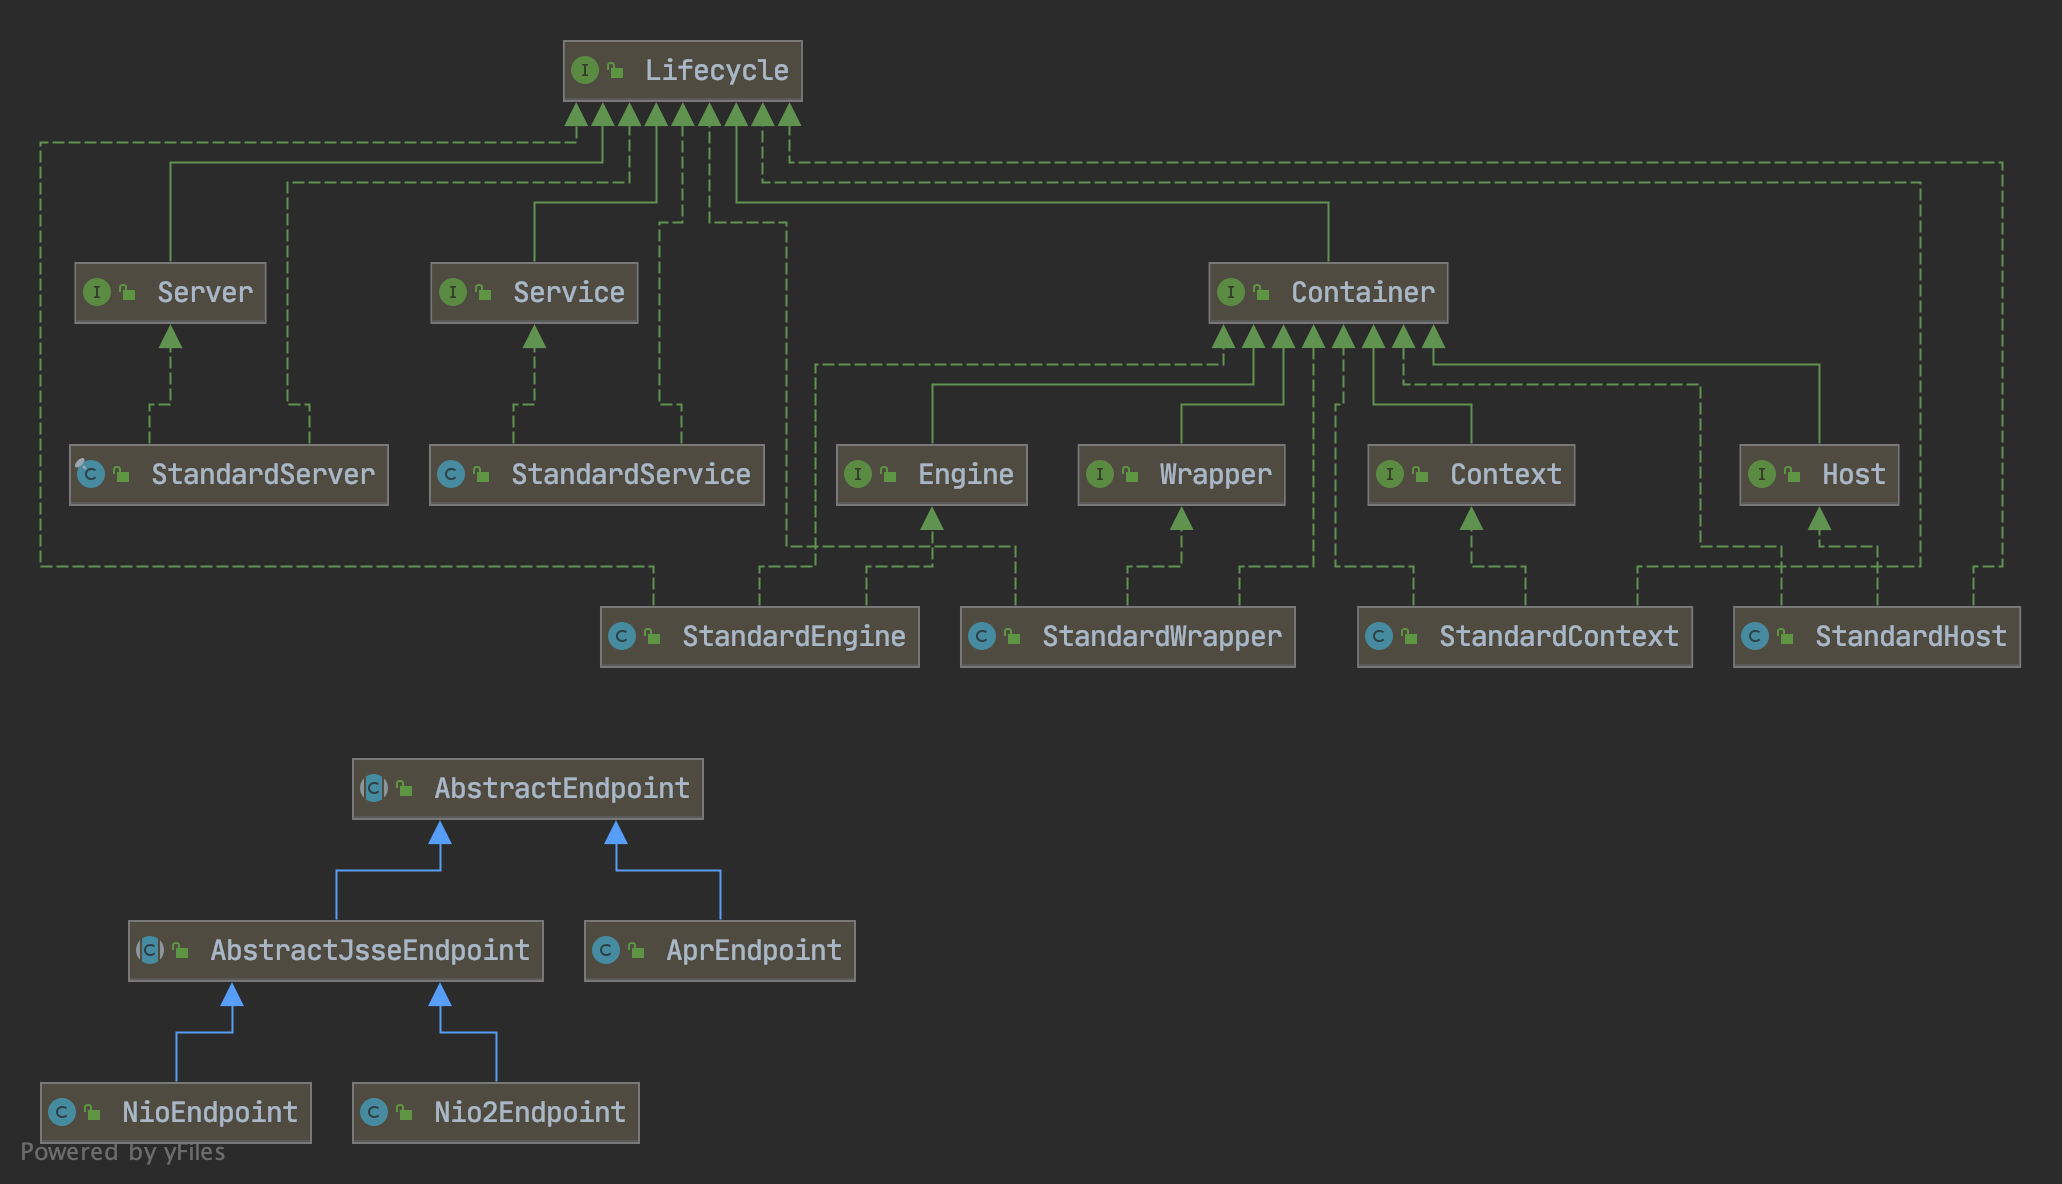 Lifecycle
Server
Service
Container
StandardServer
StandardService
Engine
Wrapper
Context
Host
StandardEngine
StandardWrapper
StandardContext
StandardHost
AbstractEndpoint
AbstractJsseEndpoint
AprEndpoint
NioEndpoint
Nio2Endpoint
Powered by yFiles